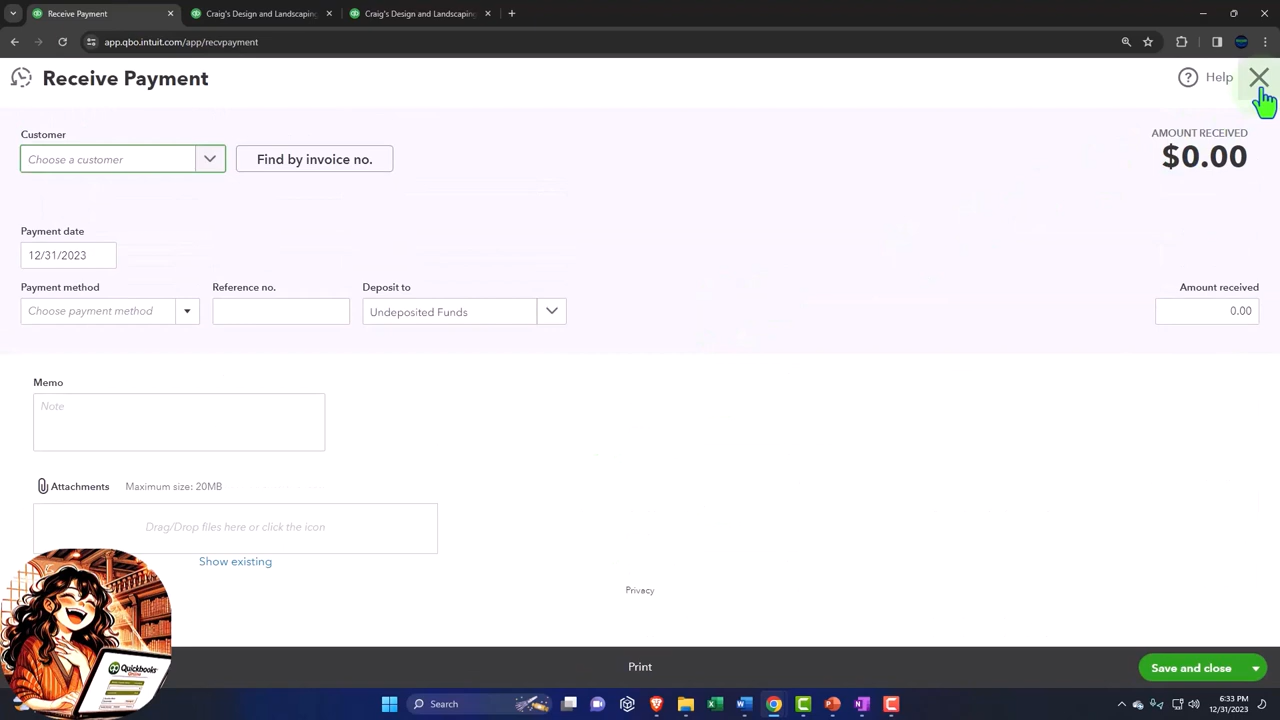 Receive Payment
Craig's Design and Landscaping
Craig's Design and Landscaping
app.qbo.intuit.com/app/recvpayment
Receive Payment
Help
Customer
Choose a customer
Find by invoice no.
AMOUNT RECEIVED
$0.00
Payment date
12/31/2023
Payment method
Reference no.
Deposit to
Amount received
Choose payment method
Undeposited Funds
0.00
Memo
Note
Attachments
Maximum size: 20MB
Drag/Drop files here or click the icon
Show existing
Privacy
Quickbooks
Print
Save and close
Search
6:33 PM
12/31/2023